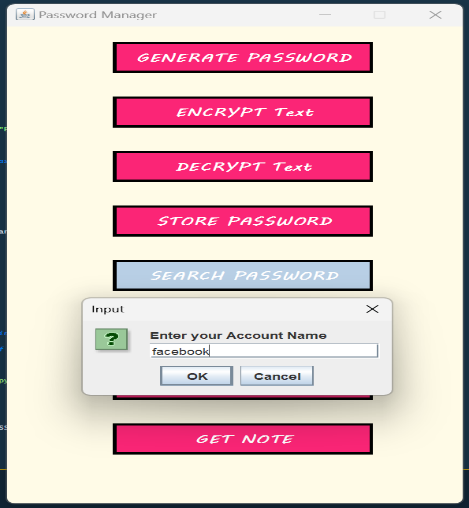 Password Manager
GENERATE PASSWORD
ENCRYPT Text
DECRYPT Text
STORE PASSWORD
SEARCH PASSWORD
Input
Enter your Account Name
facebook
OK Cancel
GET NOTE